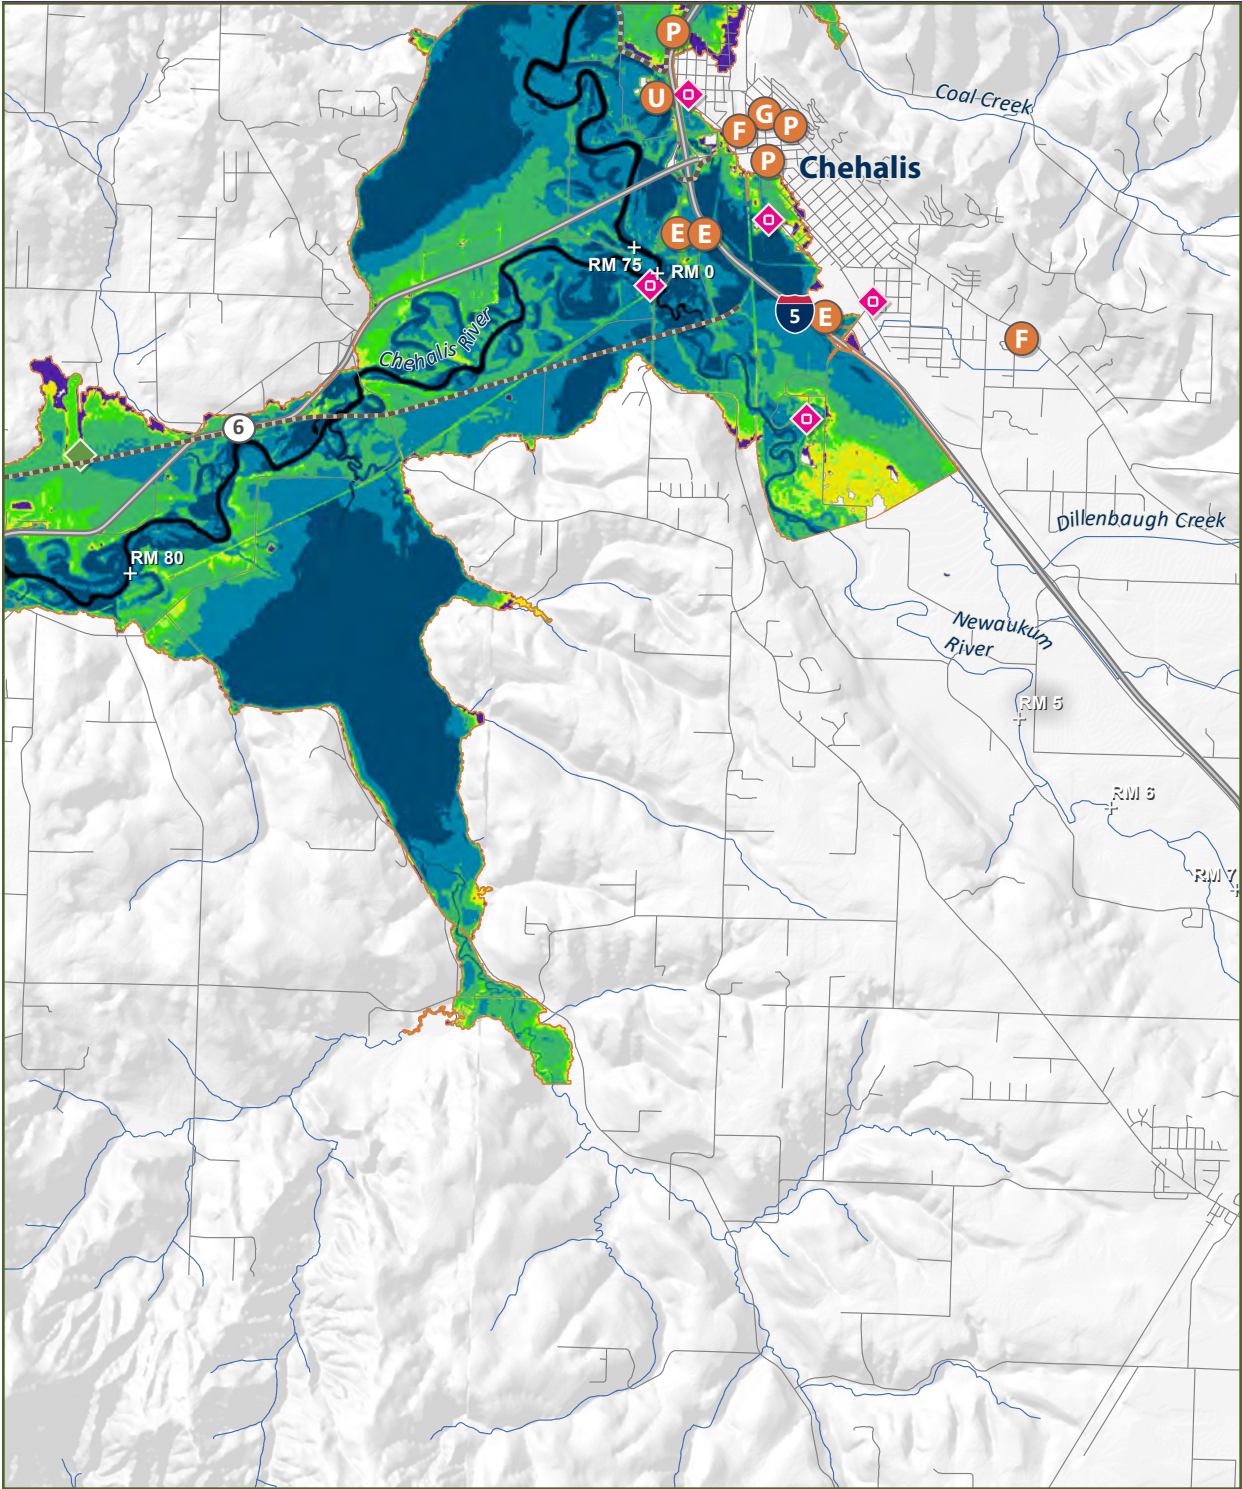 P
Coal Creek
U
G
F
P
P
Chehalis
E
E
RM 75
RM 0
5
E
Chehalis River
F
6
Dillenbaugh Creek
RM 80
Newaukum
River
RM 5
RM 6
RM 7